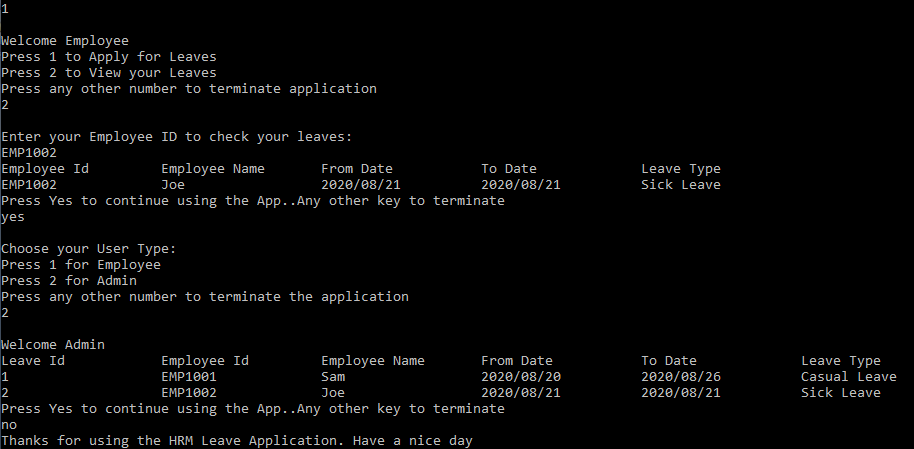 1
Welcome Employee
Press 1 to Apply for Leaves
Press 2 to View your Leaves
Press any other number to terminate application
2
Enter your Employee ID to check your leaves:
EMP1002
Employee Id Employee Name From Date To Date Leave Type
EMP1002 Joe 2020/08/21 2020/08/21 Sick Leave
Press Yes to continue using the App..Any other key to terminate
yes
Choose your User Type:
Press 1 for Employee
Press 2 for Admin
Press any other number to terminate the application
2
Welcome Admin
Leave Id Employee Id Employee Name From Date To Date Leave Type
1 EMP1001 Sam 2020/08/20 2020/08/26 Casual Leave
2 EMP1002 Joe 2020/08/21 2020/08/21 Sick Leave
Press Yes to continue using the App..Any other key to terminate
no
Thanks for using the HRM Leave Application. Have a nice day